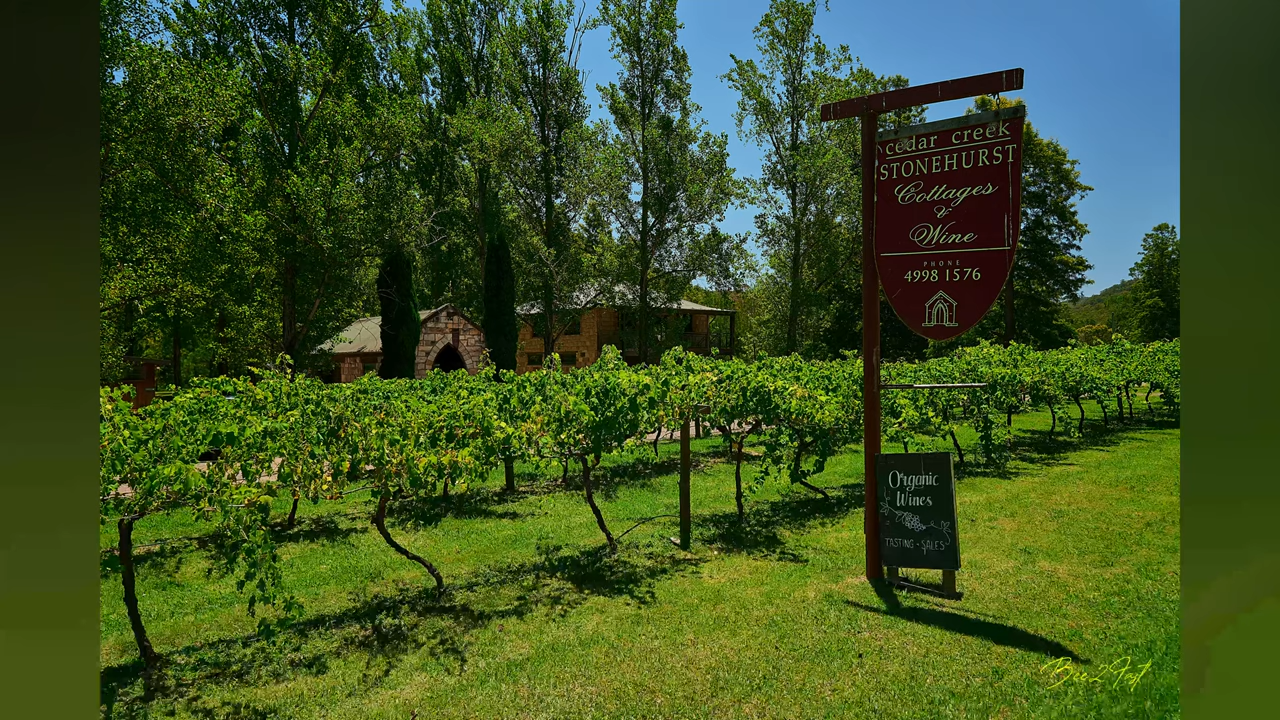 cedar creek
STONEHURST
Cottages
&
Wine
PHONE
4998 1576
Organic
Wines
TASTING • SALES